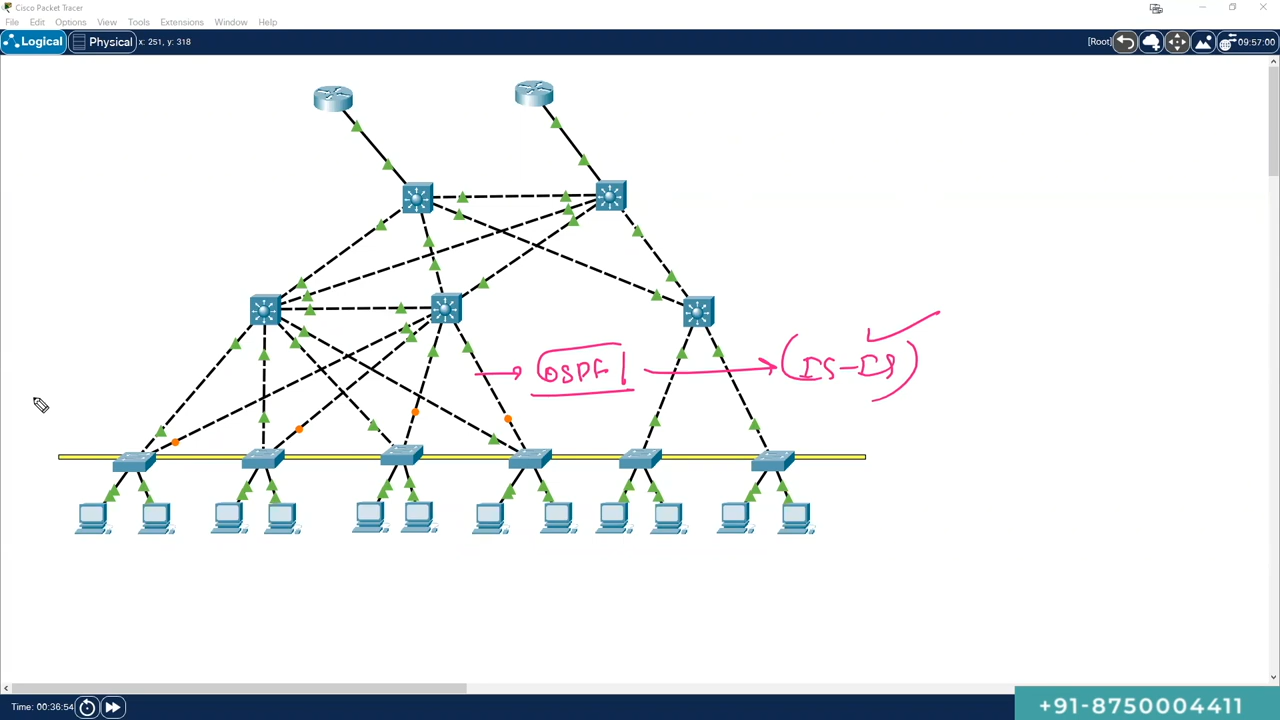 Cisco Packet Tracer
File Edit Options View Tools Extensions Window Help
Logical Physical x: 251, y: 318 [Root] 09:57:00
OSPF IS-IS
Time: 00:36:54
+91-8750004411